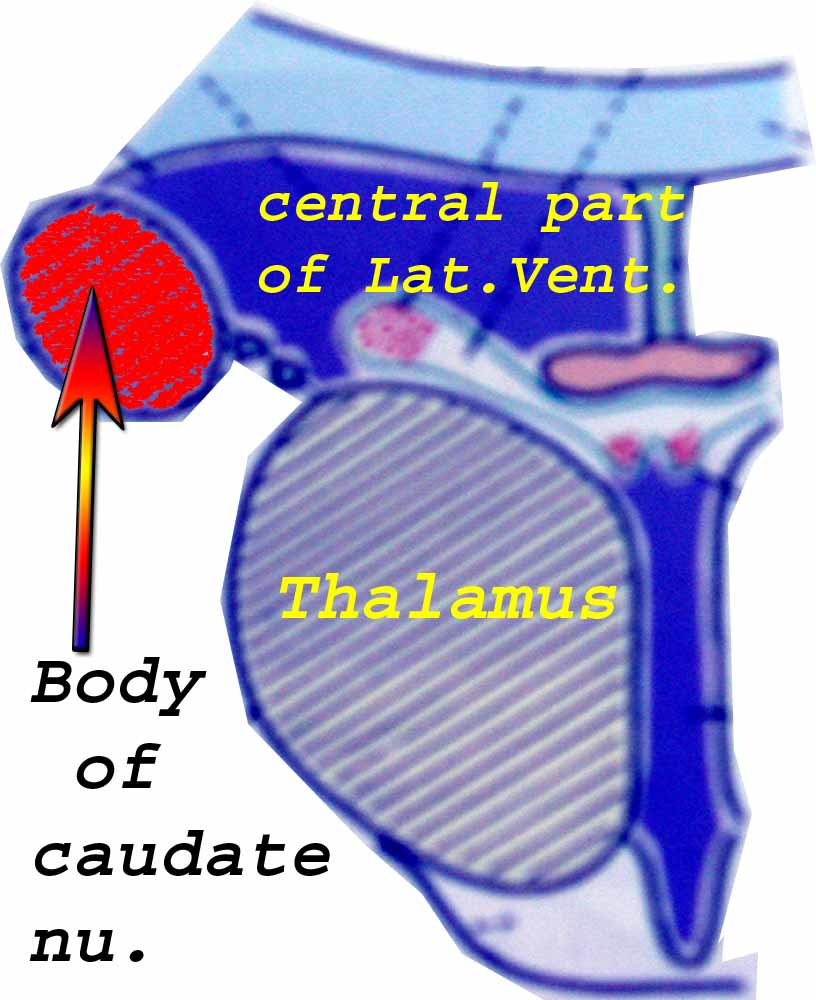 central part
of Lat.Vent.
Thalamus
Body
of
caudate
nu.